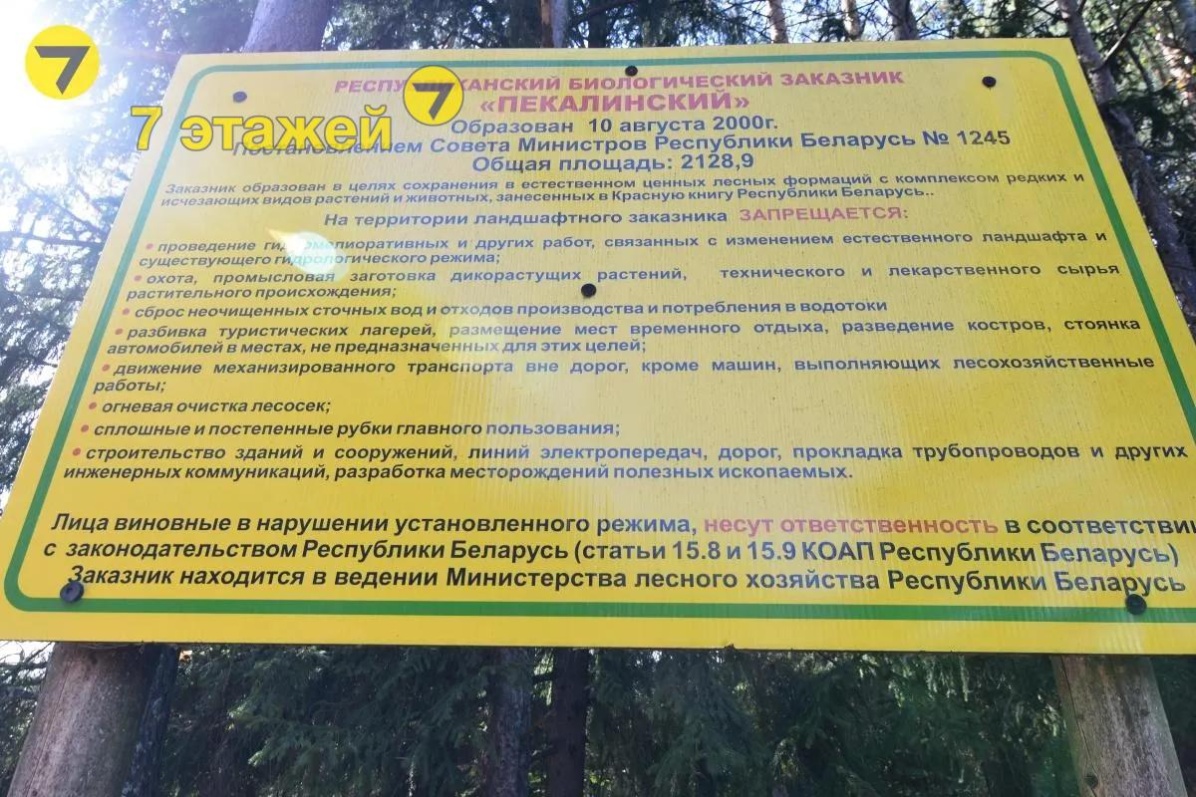 7
РЕСПУБЛИКАНСКИЙ БИОЛОГИЧЕСКИЙ ЗАКАЗНИК
7
«ПЕКАЛИНСКИЙ»
7 этажей
Образован 10 августа 2000г.
Постановлением Совета Министров Республики Беларусь № 1245
Общая площадь: 2128,9
Заказник образован в целях сохранения в естественном ценных лесных формаций с комплексом редких и
исчезающих видов растений и животных, занесенных в Красную книгу Республики Беларусь..
На территории ландшафтного заказника ЗАПРЕЩАЕТСЯ:
• проведение гидромелиоративных и других работ, связанных с изменением естественного ландшафта и
существующего гидрологического режима;
• охота, промысловая заготовка дикорастущих растений, технического и лекарственного сырья
растительного происхождения;
• сброс неочищенных сточных вод и отходов производства и потребления в водотоки
• разбивка туристических лагерей, размещение мест временного отдыха, разведение костров, стоянка
автомобилей в местах, не предназначенных для этих целей;
• движение механизированного транспорта вне дорог, кроме машин, выполняющих лесохозяйственные
работы;
• огневая очистка лесосек;
• сплошные и постепенные рубки главного пользования;
• строительство зданий и сооружений, линий электропередач, дорог, прокладка трубопроводов и других
инженерных коммуникаций, разработка месторождений полезных ископаемых.
Лица виновные в нарушении установленного режима, несут ответственность в соответствии
с законодательством Республики Беларусь (статьи 15.8 и 15.9 КОАП Республики Беларусь)
Заказник находится в ведении Министерства лесного хозяйства Республики Беларусь